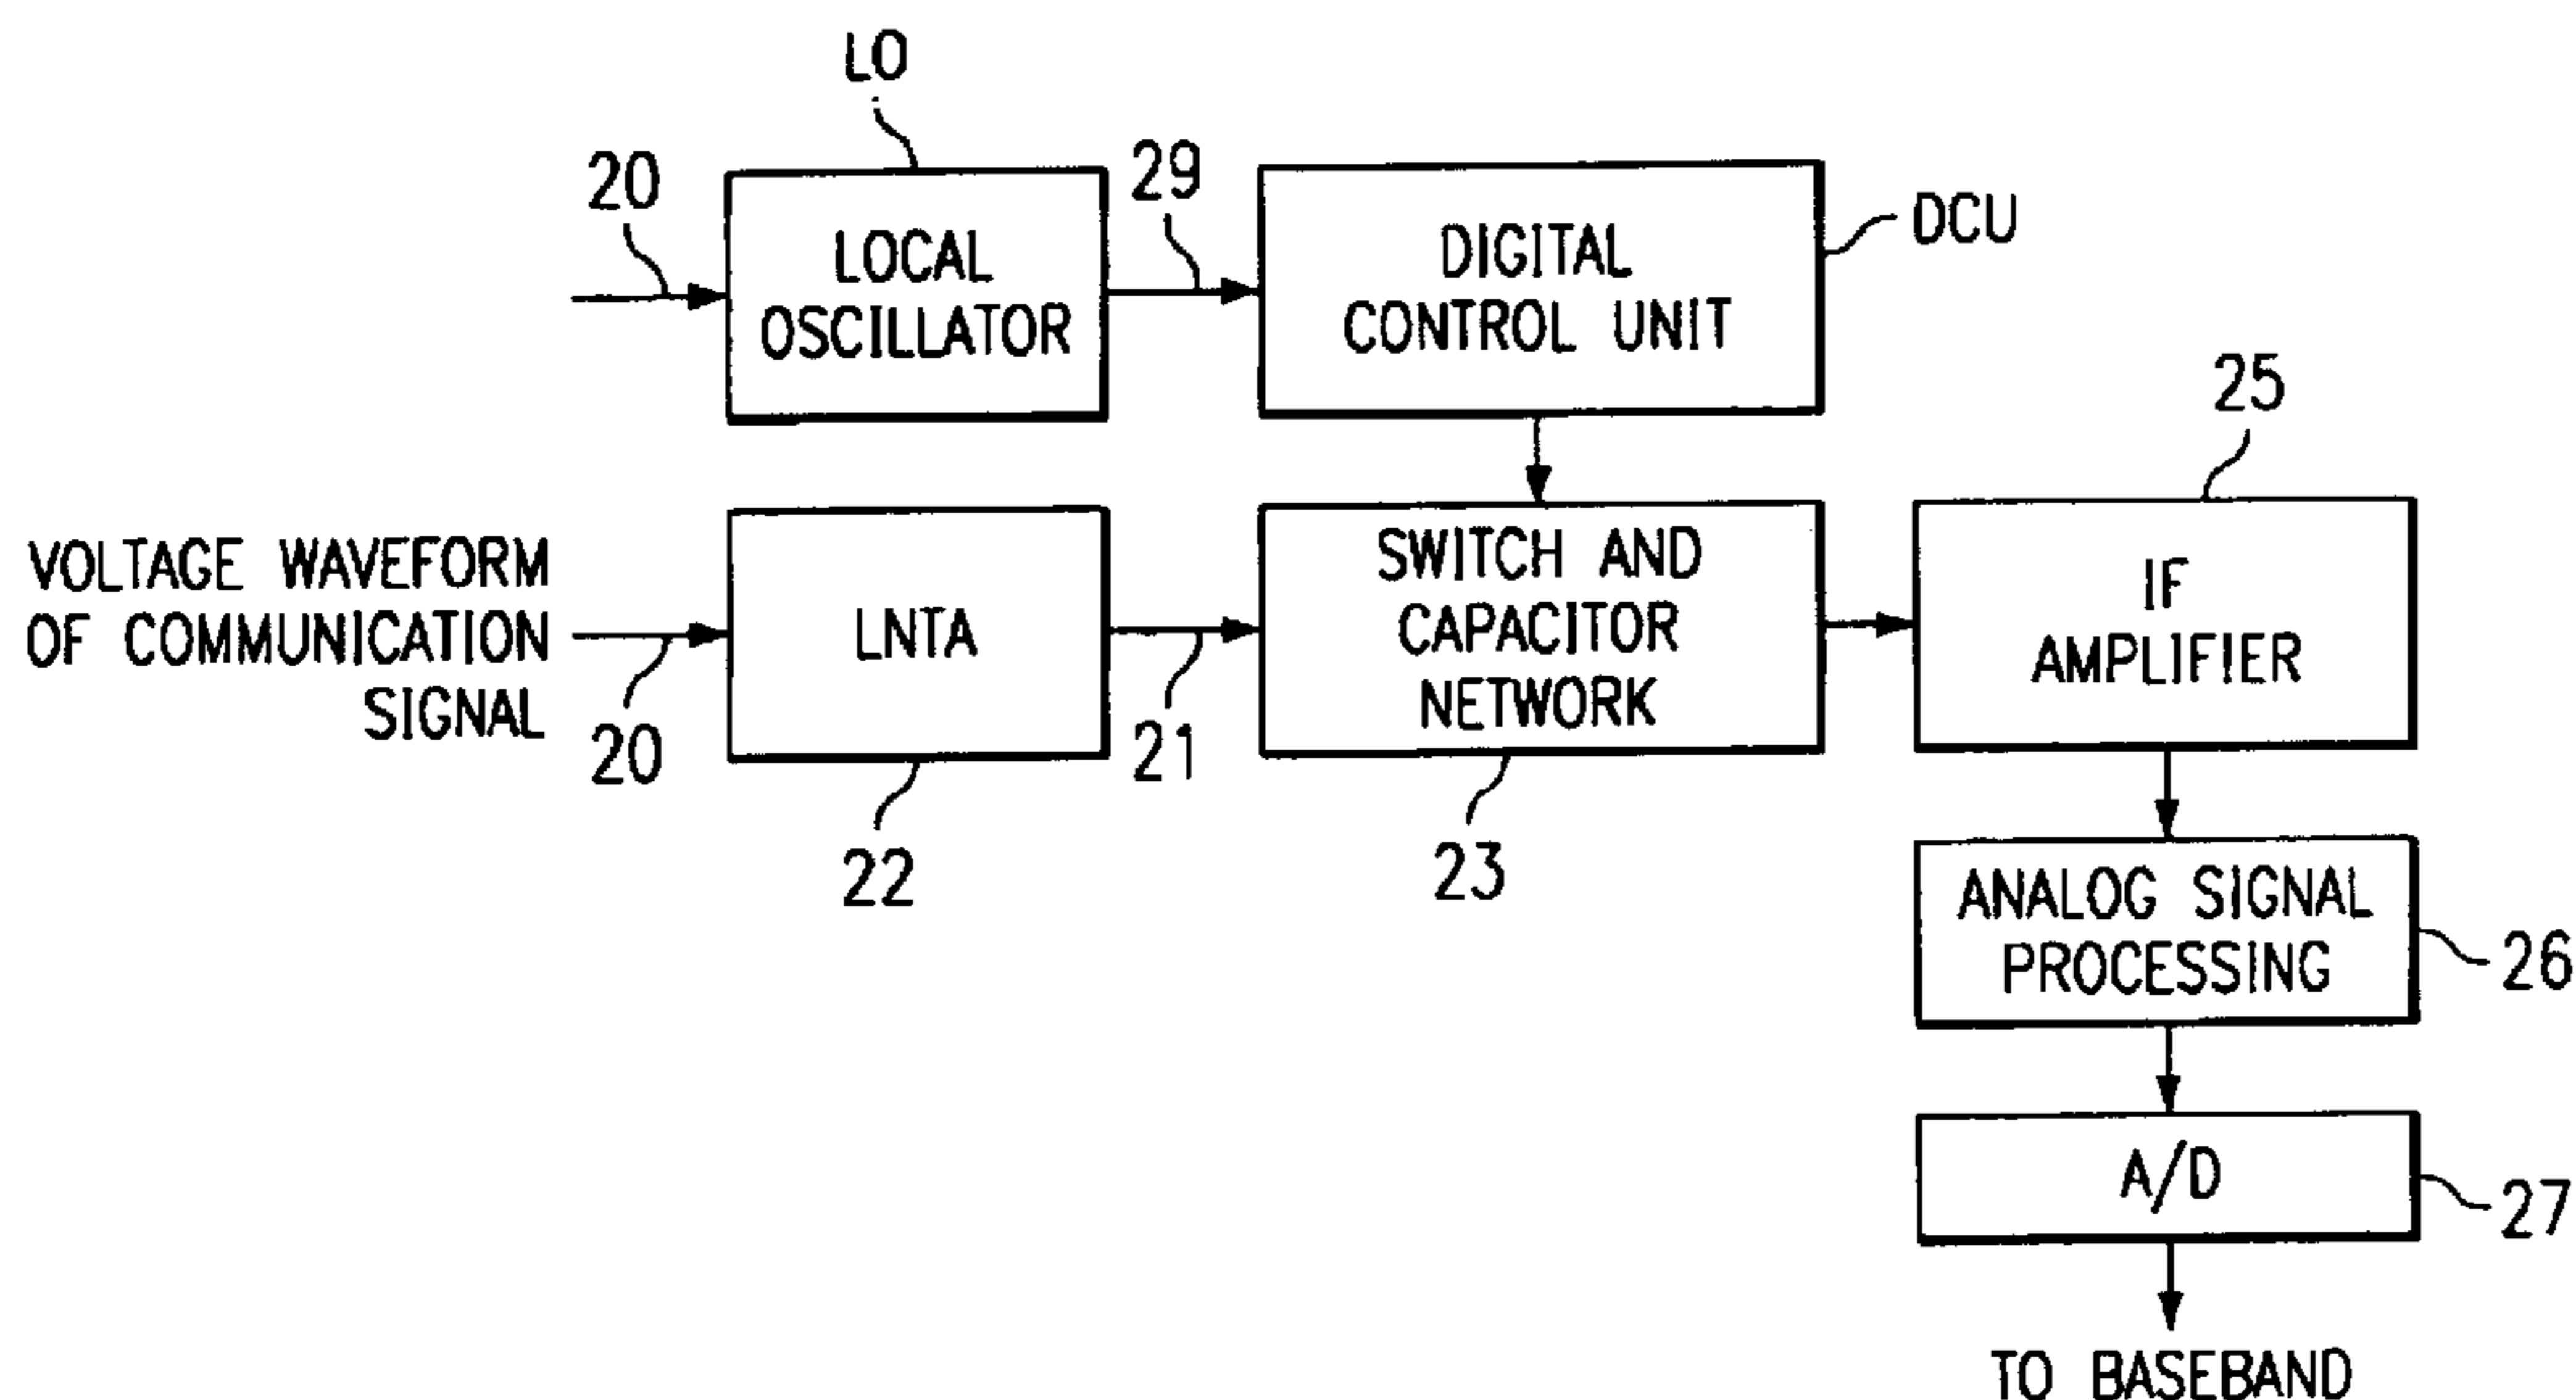 LO
20
LOCAL
OSCILLATOR
29
DIGITAL
CONTROL UNIT
DCU
VOLTAGE WAVEFORM
OF COMMUNICATION
SIGNAL
20
LNTA
22
21
SWITCH AND
CAPACITOR
NETWORK
23
25
IF
AMPLIFIER
ANALOG SIGNAL
PROCESSING
26
A/D
27
TO BASEBAND